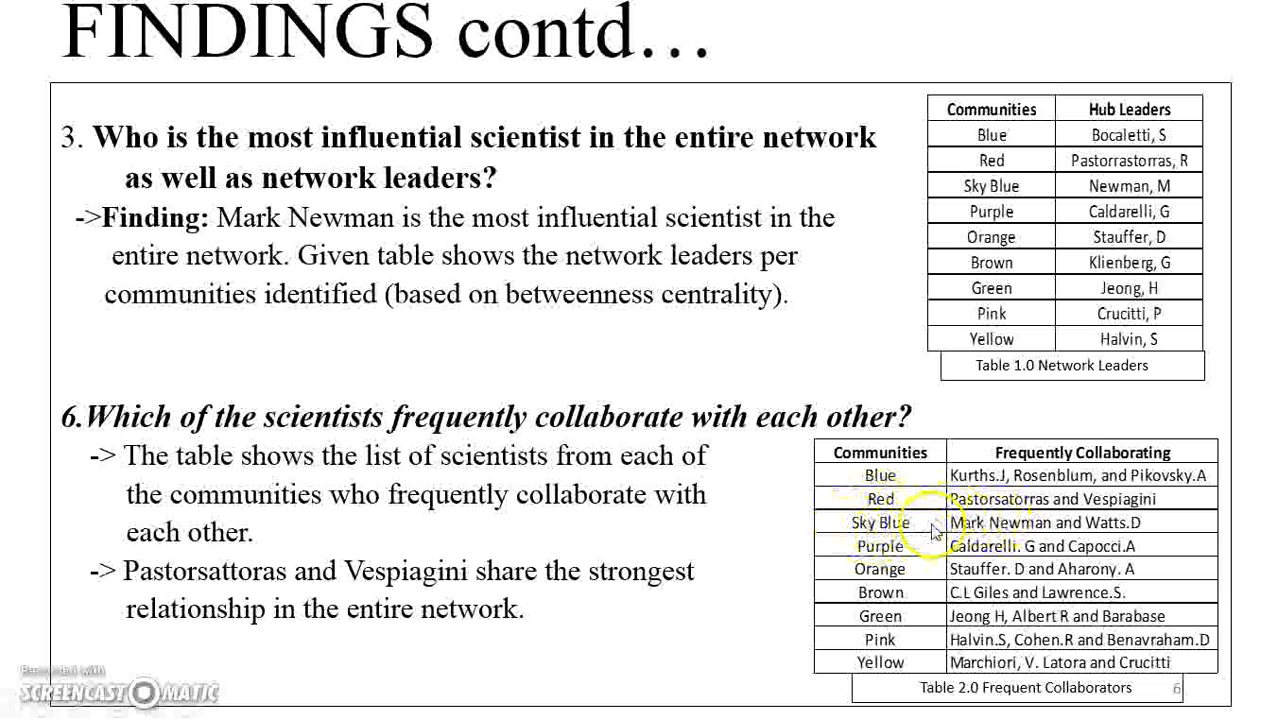 FINDINGS contd…
3. Who is the most influential scientist in the entire network
as well as network leaders?
->Finding: Mark Newman is the most influential scientist in the
entire network. Given table shows the network leaders per
communities identified (based on betweenness centrality).
Communities Hub Leaders
Blue Bocaletti, S
Red Pastorrastorras, R
Sky Blue Newman, M
Purple Caldarelli, G
Orange Stauffer, D
Brown Klienberg, G
Green Jeong, H
Pink Crucitti, P
Yellow Halvin, S
Table 1.0 Network Leaders
6.Which of the scientists frequently collaborate with each other?
-> The table shows the list of scientists from each of
the communities who frequently collaborate with
each other.
-> Pastorsattoras and Vespiagini share the strongest
relationship in the entire network.
Communities Frequently Collaborating
Blue Kurths.J, Rosenblum, and Pikovsky.A
Red Pastorsatorras and Vespiagini
Sky Blue Mark Newman and Watts.D
Purple Caldarelli. G and Capocci.A
Orange Stauffer. D and Aharony. A
Brown C.L Giles and Lawrence.S.
Green Jeong H, Albert R and Barabase
Pink Halvin.S, Cohen.R and Benavraham.D
Yellow Marchiori, V. Latora and Crucitti
Table 2.0 Frequent Collaborators 6
Recorded with
SCREENCAST-O-MATIC